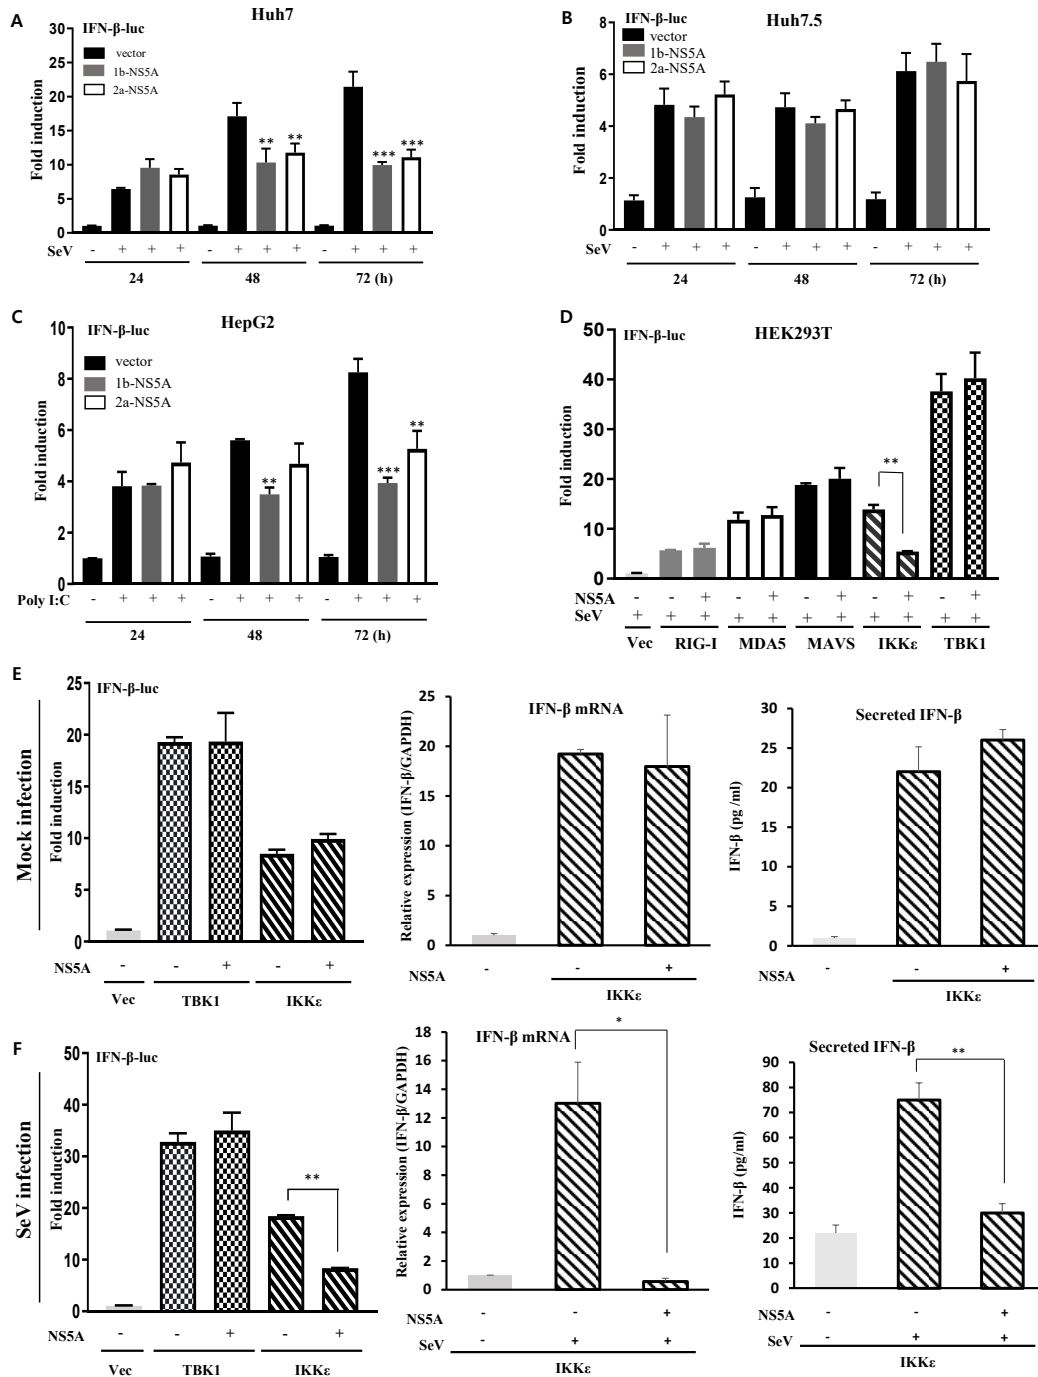 A
Huh7
IFN-β-luc
vector
1b-NS5A
2a-NS5A
Fold induction
30
25
20
15
10
5
0
** ** *** ***
- + + + - + + + - + + +
SeV
24 48 72 (h)
B
Huh7.5
IFN-β-luc
vector
1b-NS5A
2a-NS5A
Fold induction
8
6
4
2
0
- + + + - + + + - + + +
SeV
24 48 72 (h)
C
HepG2
IFN-β-luc
vector
1b-NS5A
2a-NS5A
Fold induction
10
8
6
4
2
0
** *** **
Poly I:C - + + + - + + + - + + +
24 48 72 (h)
D
IFN-β-luc
HEK293T
Fold induction
50
40
30
20
10
0
**
NS5A - - + - + - + - + - +
SeV + + + + + + + + + + +
Vec RIG-I MDA5 MAVS IKKε TBK1
E
Mock infection
IFN-β-luc
Fold induction
25
20
15
10
5
0
NS5A - - + - +
Vec TBK1 IKKε
IFN-β mRNA
Relative expression (IFN-β/GAPDH)
25
20
15
10
5
0
NS5A - - +
IKKε
Secreted IFN-β
IFN-β (pg /ml)
30
25
20
15
10
5
0
NS5A - - +
IKKε
F
SeV infection
IFN-β-luc
Fold induction
50
40
30
20
10
0
**
NS5A - - + - +
Vec TBK1 IKKε
IFN-β mRNA
*
Relative expression (IFN-β/GAPDH)
18
16
14
12
10
8
6
4
2
0
NS5A - - +
SeV - + +
IKKε
Secreted IFN-β
**
IFN-β (pg/ml)
90
80
70
60
50
40
30
20
10
0
NS5A - - +
SeV - + +
IKKε